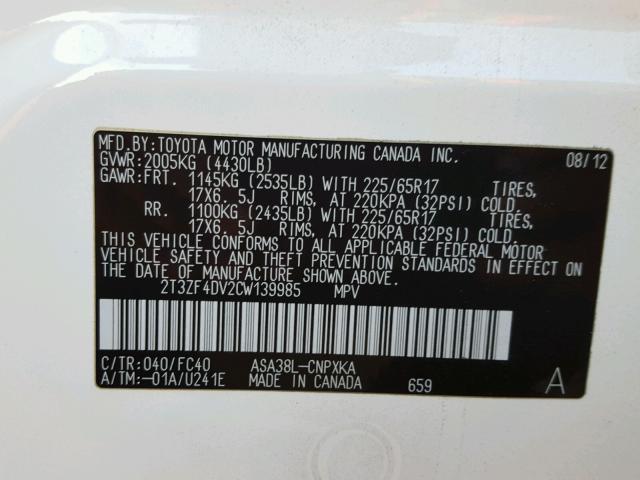 MFD.BY:TOYOTA MOTOR MANUFACTURING CANADA INC. 08/12
GVWR:2005KG (4430LB)
GAWR:FRT. 1145KG (2535LB) WITH 225/65R17 TIRES,
17X6.5J RIMS, AT 220KPA (32PSI) COLD.
RR. 1100KG (2435LB) WITH 225/65R17 TIRES,
17X6.5J RIMS, AT 220KPA (32PSI) COLD.
THIS VEHICLE CONFORMS TO ALL APPLICABLE FEDERAL MOTOR
VEHICLE SAFETY AND THEFT PREVENTION STANDARDS IN EFFECT ON
THE DATE OF MANUFACTURE SHOWN ABOVE.
2T3ZF4DV2CW139985 MPV
C/TR:040/FC40 ASA38L-CNPXKA
A/TM:-01A/U241E MADE IN CANADA 659 A